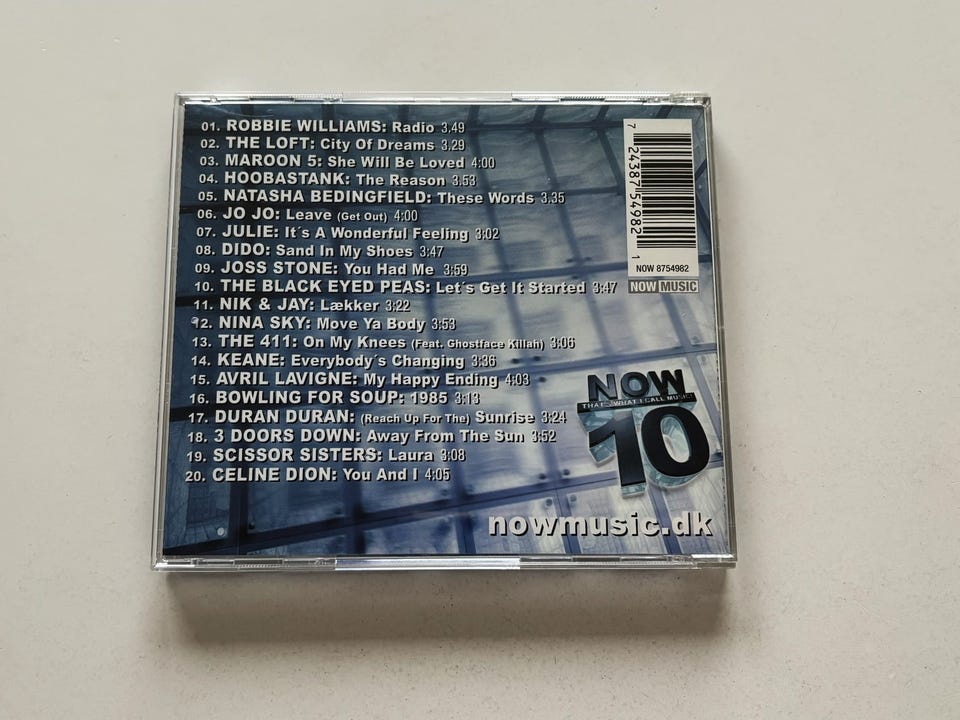 01. ROBBIE WILLIAMS: Radio 3.49
02. THE LOFT: City Of Dreams 3.29
03. MAROON 5: She Will Be Loved 4:00
04. HOOBASTANK: The Reason 3.53
05. NATASHA BEDINGFIELD: These Words 3.35
06. JO JO: Leave (Get Out) 4:00
07. JULIE: It´s A Wonderful Feeling 3:02
08. DIDO: Sand In My Shoes 3:47
09. JOSS STONE: You Had Me 3:59
10. THE BLACK EYED PEAS: Let´s Get It Started 3:47
11. NIK & JAY: Lækker 3:22
12. NINA SKY: Move Ya Body 3:53
13. THE 411: On My Knees (Feat. Ghostface Killah) 3:06
14. KEANE: Everybody´s Changing 3:36
15. AVRIL LAVIGNE: My Happy Ending 4:03
16. BOWLING FOR SOUP: 1985 3:13
17. DURAN DURAN: (Reach Up For The) Sunrise 3:24
18. 3 DOORS DOWN: Away From The Sun 3:52
19. SCISSOR SISTERS: Laura 3:08
20. CELINE DION: You And I 4:05
7 24387 54982 1
NOW 8754982
NOW MUSIC
NOW
THAT'S WHAT I CALL MUSIC!
10
nowmusic.dk